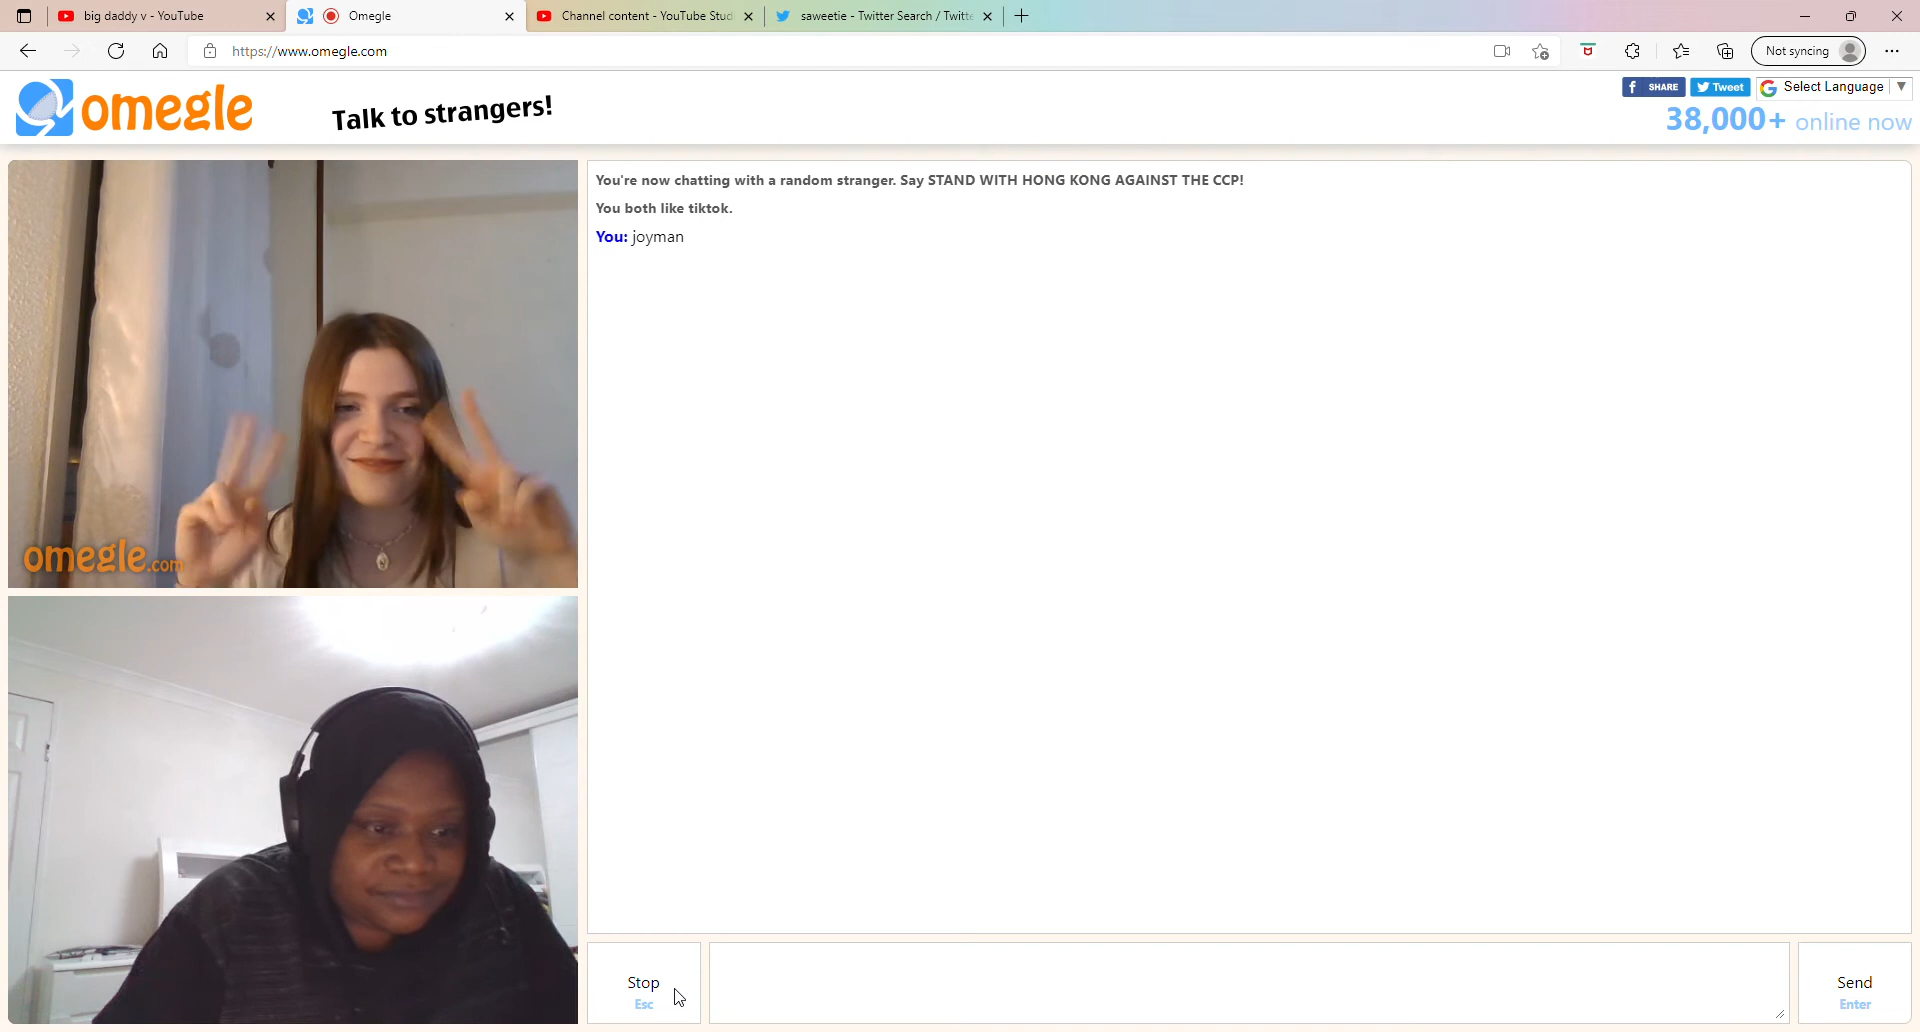 big daddy v - YouTube
Omegle
Channel content - YouTube Stud
saweetie - Twitter Search / Twitte
https://www.omegle.com
Not syncing
omegle
Talk to strangers!
SHARE
Tweet
Select Language
38,000+ online now
You're now chatting with a random stranger. Say STAND WITH HONG KONG AGAINST THE CCP!
You both like tiktok.
You: joyman
omegle.com
Stop
Esc
Send
Enter